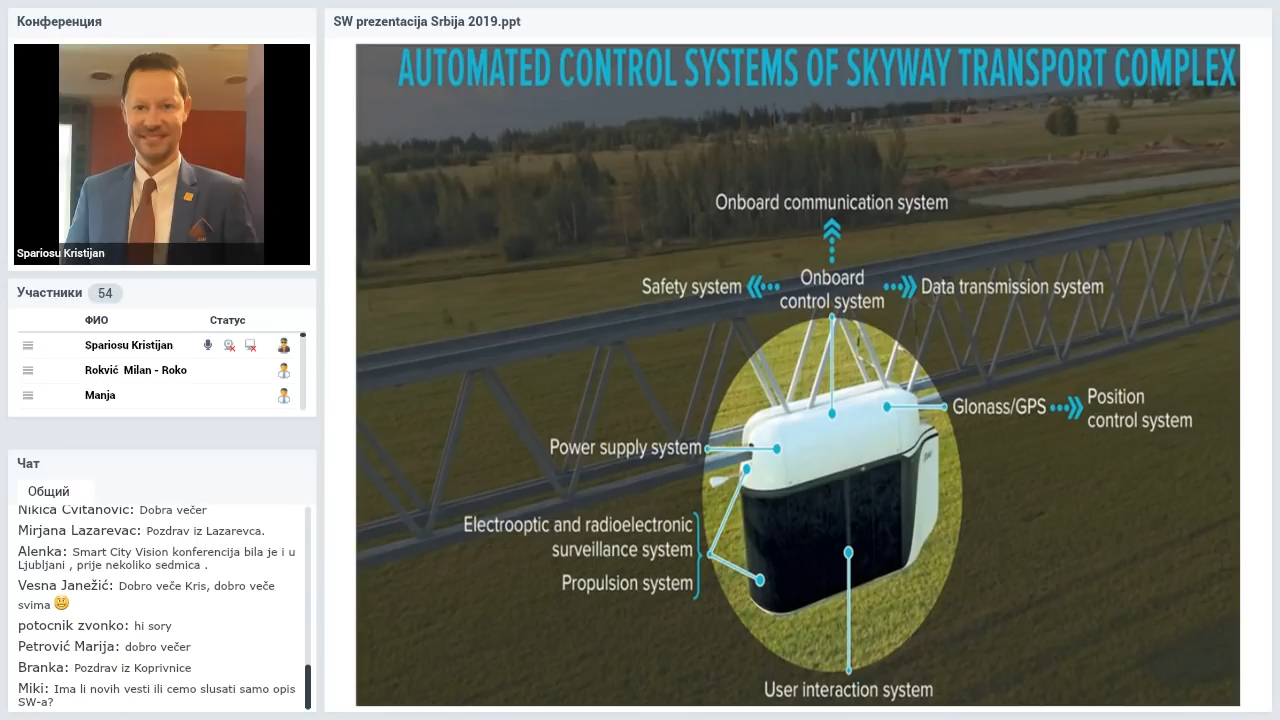 Конференция
Spariosu Kristijan
Участники 54
ФИО Статус
Spariosu Kristijan
Rokvić Milan - Roko
Manja
Чат
Общий
Nikica Cvitanovic: Dobra večer
Mirjana Lazarevac: Pozdrav iz Lazarevca.
Alenka: Smart City Vision konferencija bila je i u
Ljubljani , prije nekoliko sedmica .
Vesna Janežić: Dobro veče Kris, dobro veče
svima
potocnik zvonko: hi sory
Petrović Marija: dobro večer
Branka: Pozdrav iz Koprivnice
Miki: Ima li novih vesti ili cemo slusati samo opis
SW-a?
SW prezentacija Srbija 2019.ppt
AUTOMATED CONTROL SYSTEMS OF SKYWAY TRANSPORT COMPLEX
Onboard communication system
Safety system
Onboard
control system
Data transmission system
Glonass/GPS
Position
control system
Power supply system
Electrooptic and radioelectronic
surveillance system
Propulsion system
User interaction system